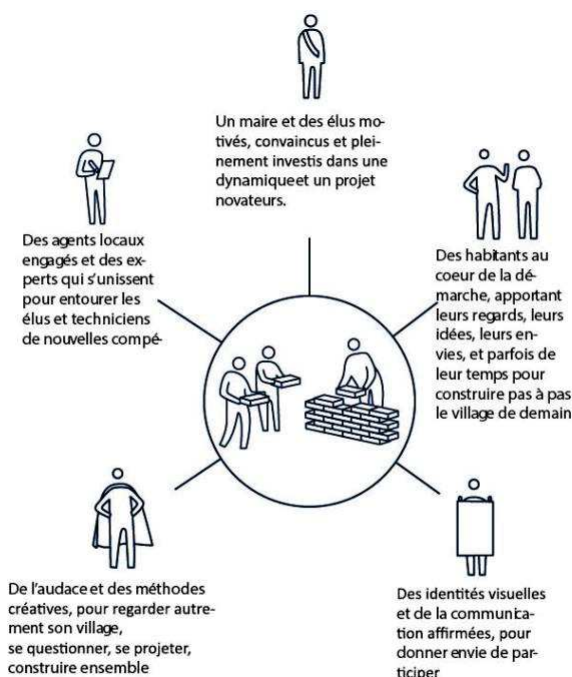 Un maire et des élus mo-
tivés, convaincus et plei-
nement investis dans une
dynamiqueet un projet
novateurs.
Des agents locaux
engagés et des ex-
perts qui s'unissent
pour entourer les
élus et techniciens
de nouvelles compé-
Des habitants au
coeur de la dé-
marche, apportant
leurs regards, leurs
idées, leurs en-
vies, et parfois de
leur temps pour
construire pas à pas
le village de demain
De l'audace et des méthodes
créatives, pour regarder autre-
ment son village,
se questionner, se projeter,
construire ensemble
Des identités visuelles
et de la communica-
tion affirmées, pour
donner envie de par-
ticiper